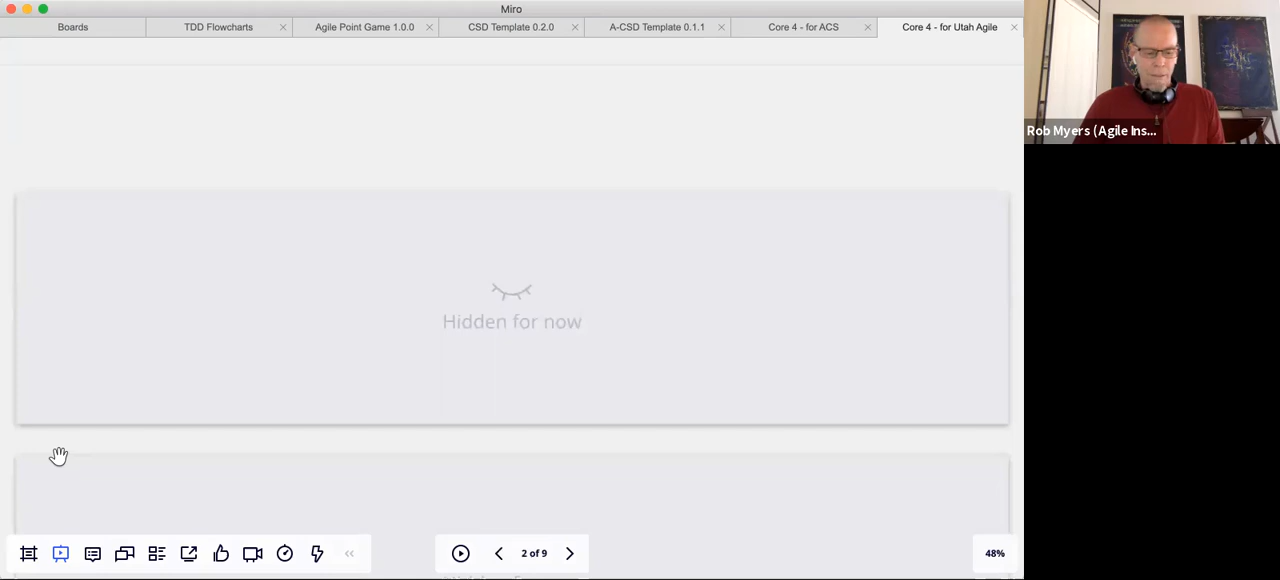 Miro
Boards
TDD Flowcharts
Agile Point Game 1.0.0
CSD Template 0.2.0
A-CSD Template 0.1.1
Core 4 - for ACS
Core 4 - for Utah Agile
Rob Myers (Agile Ins...
Hidden for now
2 of 9
48%